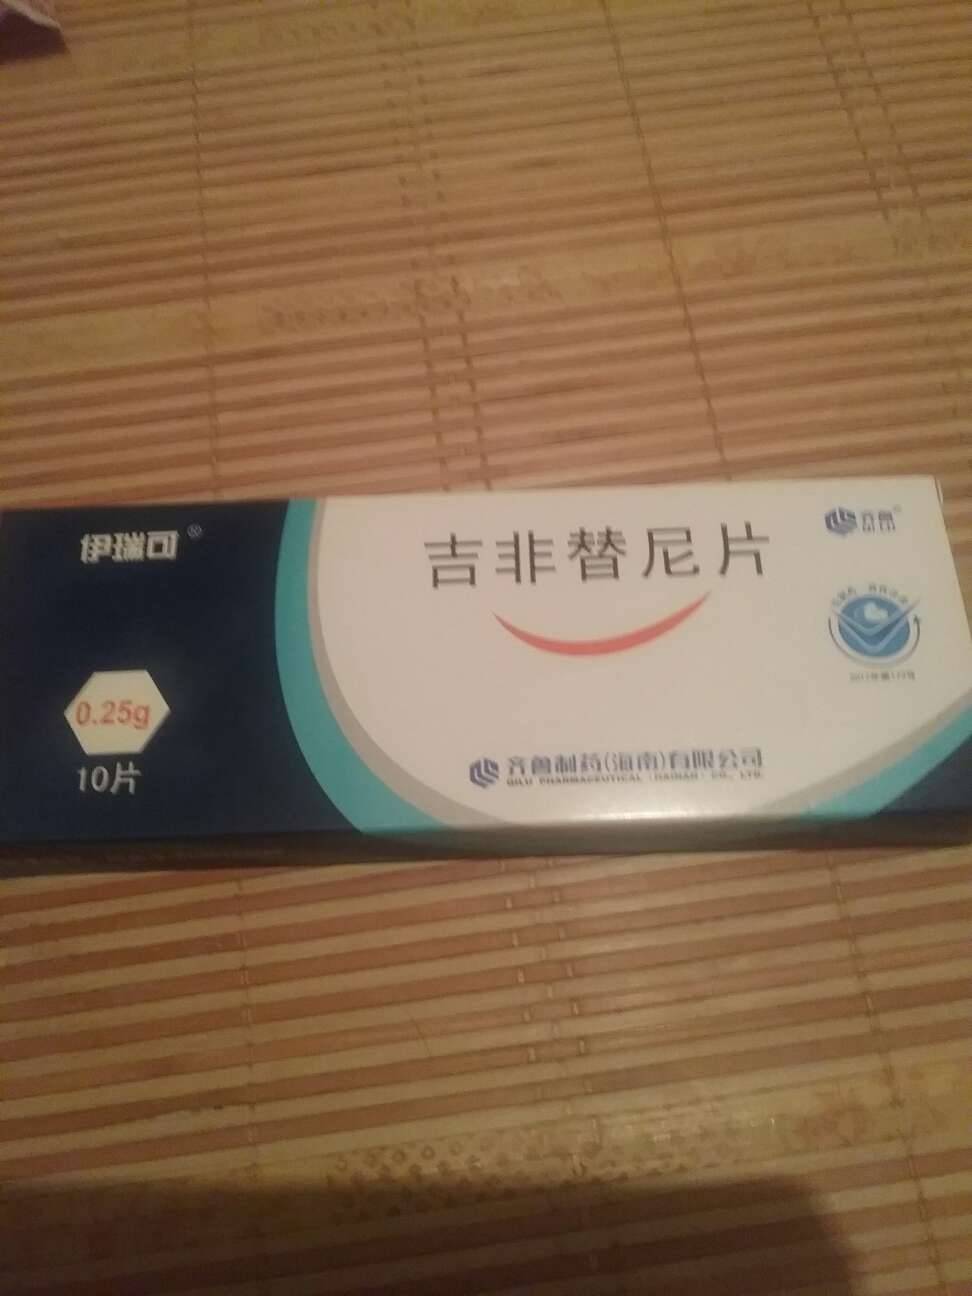 伊瑞可®
0.25g
10片
吉非替尼片
齐鲁制药(海南)有限公司
QILU PHARMACEUTICAL (HAINAN) CO., LTD.
齐鲁®